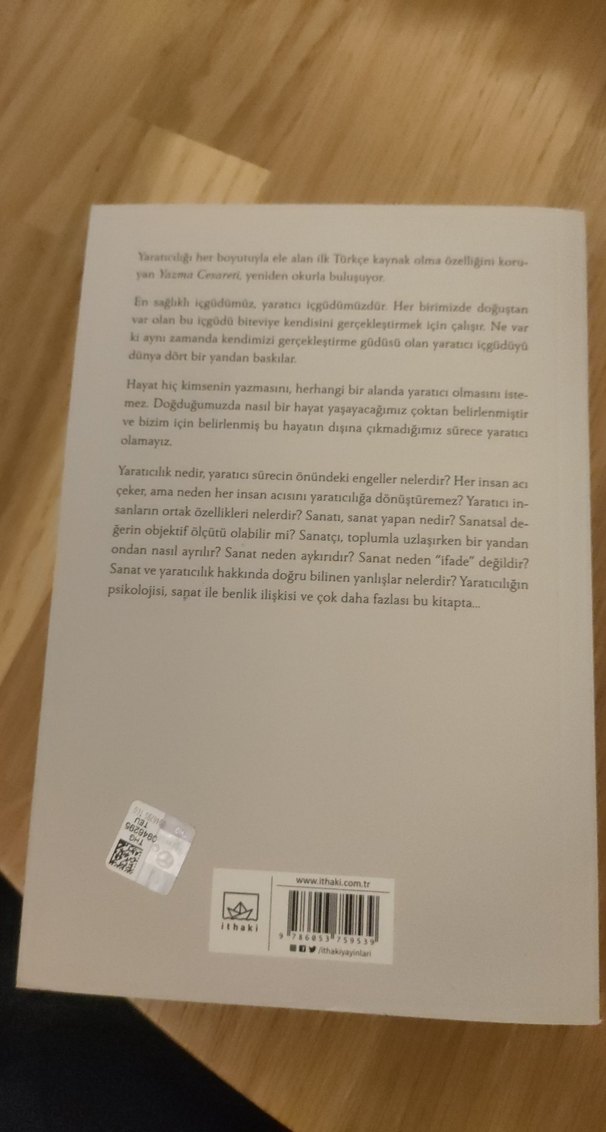 Yaratıcılığı her boyutuyla ele alan ilk Türkçe kaynak olma özelliğini koru-
yan Yazma Cesareti, yeniden okurla buluşuyor.
En sağlıklı içgüdümüz, yaratıcı içgüdümüzdür. Her birimizde doğuştan
var olan bu içgüdü biteviye kendisini gerçekleştirmek için çalışır. Ne var
ki aynı zamanda kendimizi gerçekleştirme güdüsü olan yaratıcı içgüdüyü
dünya dört bir yandan baskılar.
Hayat hiç kimsenin yazmasını, herhangi bir alanda yaratıcı olmasını iste-
mez. Doğduğumuzda nasıl bir hayat yaşayacağımız çoktan belirlenmiştir
ve bizim için belirlenmiş bu hayatın dışına çıkmadığımız sürece yaratıcı
olamayız.
Yaratıcılık nedir, yaratıcı sürecin önündeki engeller nelerdir? Her insan acı
çeker, ama neden her insan acısını yaratıcılığa dönüştüremez? Yaratıcı in-
sanların ortak özellikleri nelerdir? Sanatı, sanat yapan nedir? Sanatsal de-
ğerin objektif ölçütü olabilir mi? Sanatçı, toplumla uzlaşırken bir yandan
ondan nasıl ayrılır? Sanat neden aykırıdır? Sanat neden "ifade" değildir?
Sanat ve yaratıcılık hakkında doğru bilinen yanlışlar nelerdir? Yaratıcılığın
psikolojisi, sanat ile benlik ilişkisi ve çok daha fazlası bu kitapta...
THG
0948295
TEU
www.ithaki.com.tr
ithaki
9 786053 759539
/ithakiyayinlari